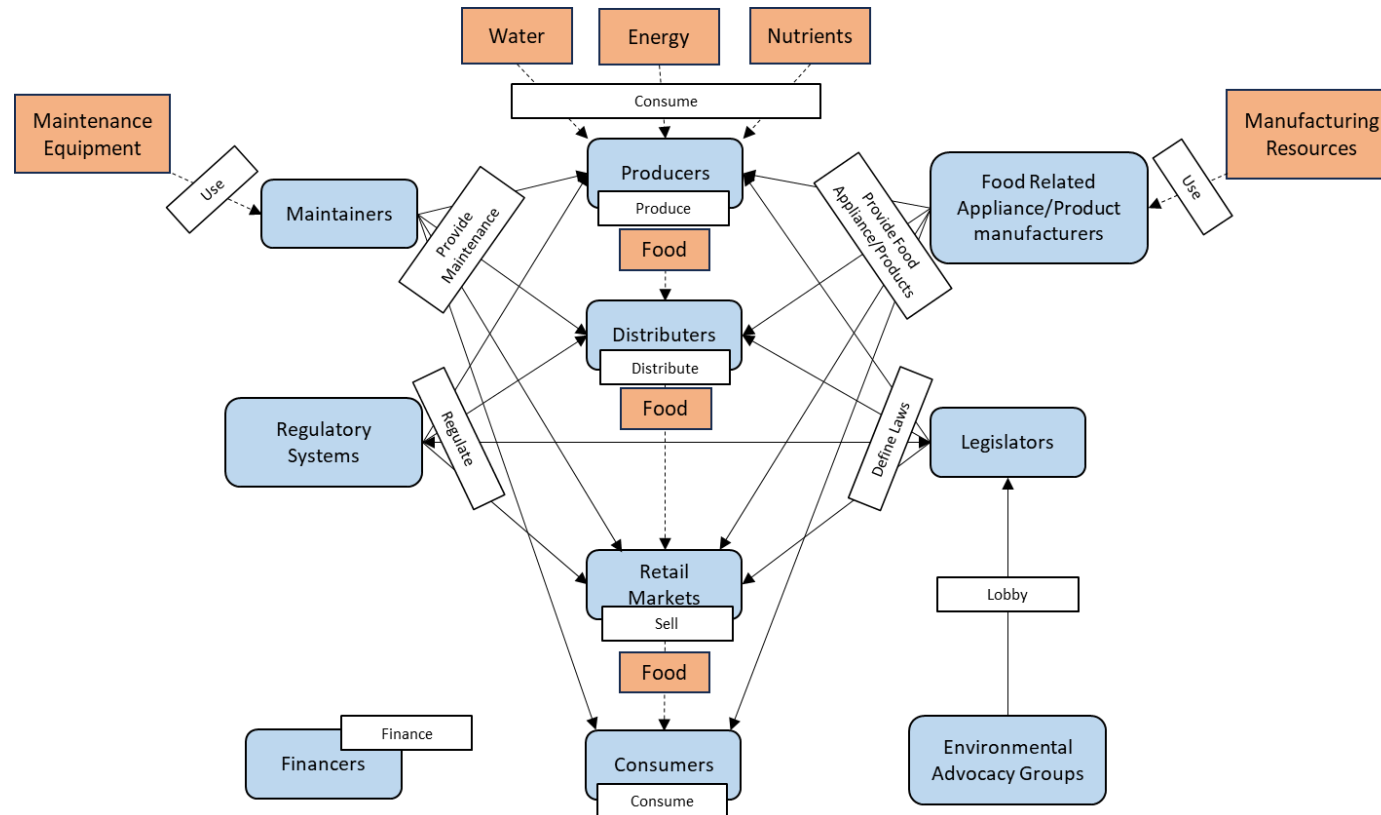 Water
Energy
Nutrients
Consume
Maintenance
Equipment
Manufacturing
Resources
Use
Maintainers
Provide
Maintenance
Producers
Produce
Food
Provide Food
Appliance/Products
Food Related
Appliance/Product
manufacturers
Use
Distributers
Distribute
Food
Regulatory
Systems
Regulate
Define Laws
Legislators
Retail
Markets
Sell
Food
Lobby
Finance
Financers
Consumers
Consume
Environmental
Advocacy Groups